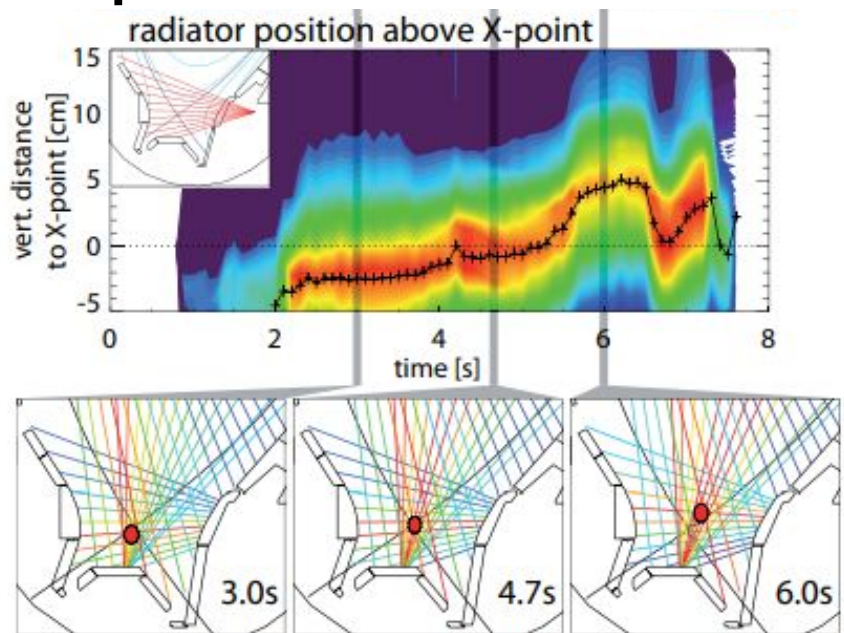 radiator position above X-point
15
10
5
0
-5
vert. distance
to X-point [cm]
0 2 4 6 8
time [s]
3.0s 4.7s 6.0s